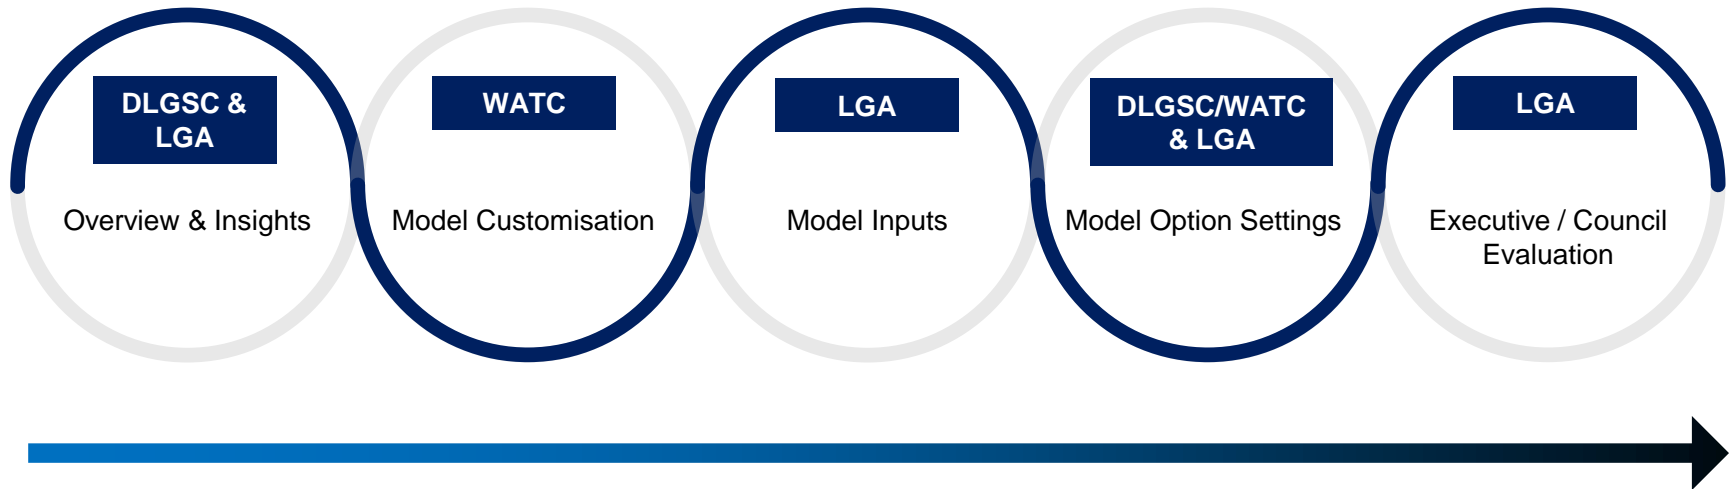 DLGSC &
LGA
Overview & Insights
WATC
Model Customisation
LGA
Model Inputs
DLGSC/WATC
& LGA
Model Option Settings
LGA
Executive / Council
Evaluation